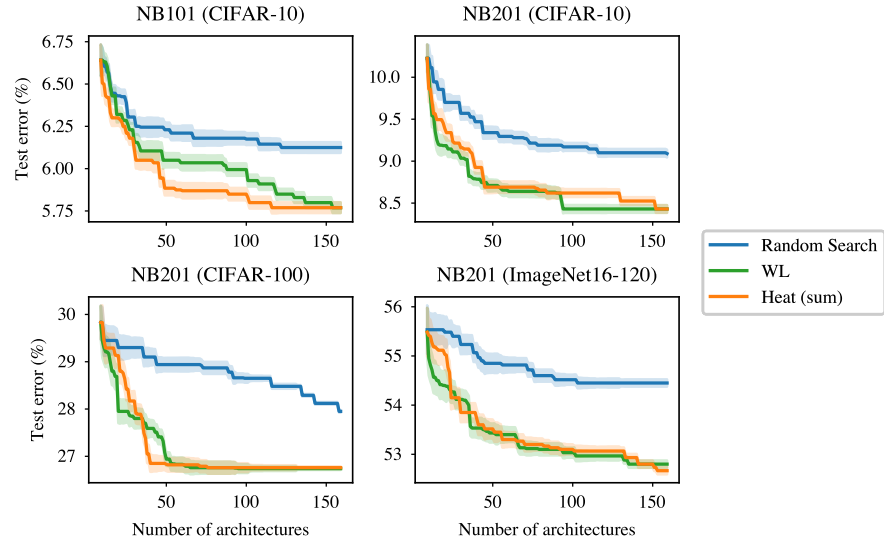 NB101 (CIFAR-10)
NB201 (CIFAR-10)
6.75
6.50
6.25
6.00
5.75
Test error (%)
50
100
150
10.0
9.5
9.0
8.5
50
100
150
Random Search
WL
Heat (sum)
NB201 (CIFAR-100)
NB201 (ImageNet16-120)
30
29
28
27
Test error (%)
50
100
150
Number of architectures
56
55
54
53
50
100
150
Number of architectures